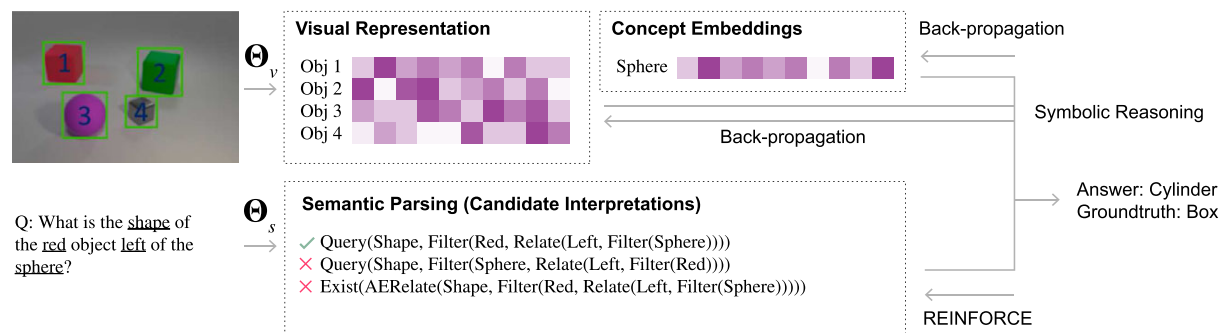 Visual Representation
Concept Embeddings
Back-propagation
1
2
3
4
Θv
Obj 1
Obj 2
Obj 3
Obj 4
Sphere
Back-propagation
Symbolic Reasoning
Q: What is the shape of
the red object left of the
sphere?
Θs
Semantic Parsing (Candidate Interpretations)
✓ Query(Shape, Filter(Red, Relate(Left, Filter(Sphere))))
✗ Query(Shape, Filter(Sphere, Relate(Left, Filter(Red))))
✗ Exist(AERelate(Shape, Filter(Red, Relate(Left, Filter(Sphere)))))
Answer: Cylinder
Groundtruth: Box
REINFORCE